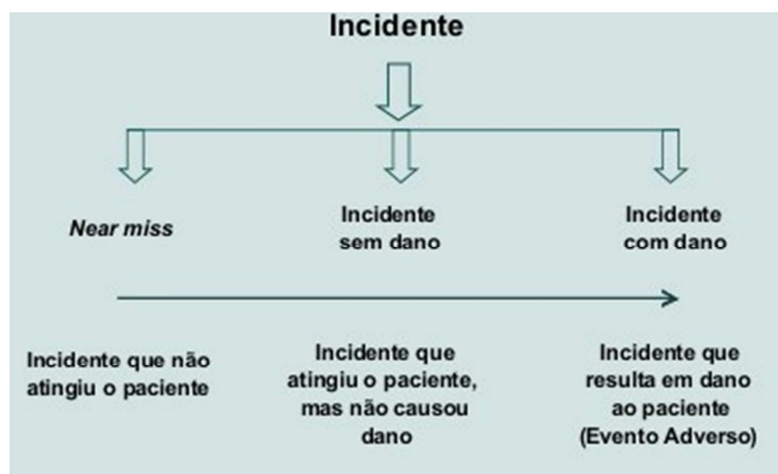 Incidente
Near miss
Incidente
sem dano
Incidente
com dano
Incidente que não
atingiu o paciente
Incidente que
atingiu o paciente,
mas não causou
dano
Incidente que
resulta em dano
ao paciente
(Evento Adverso)